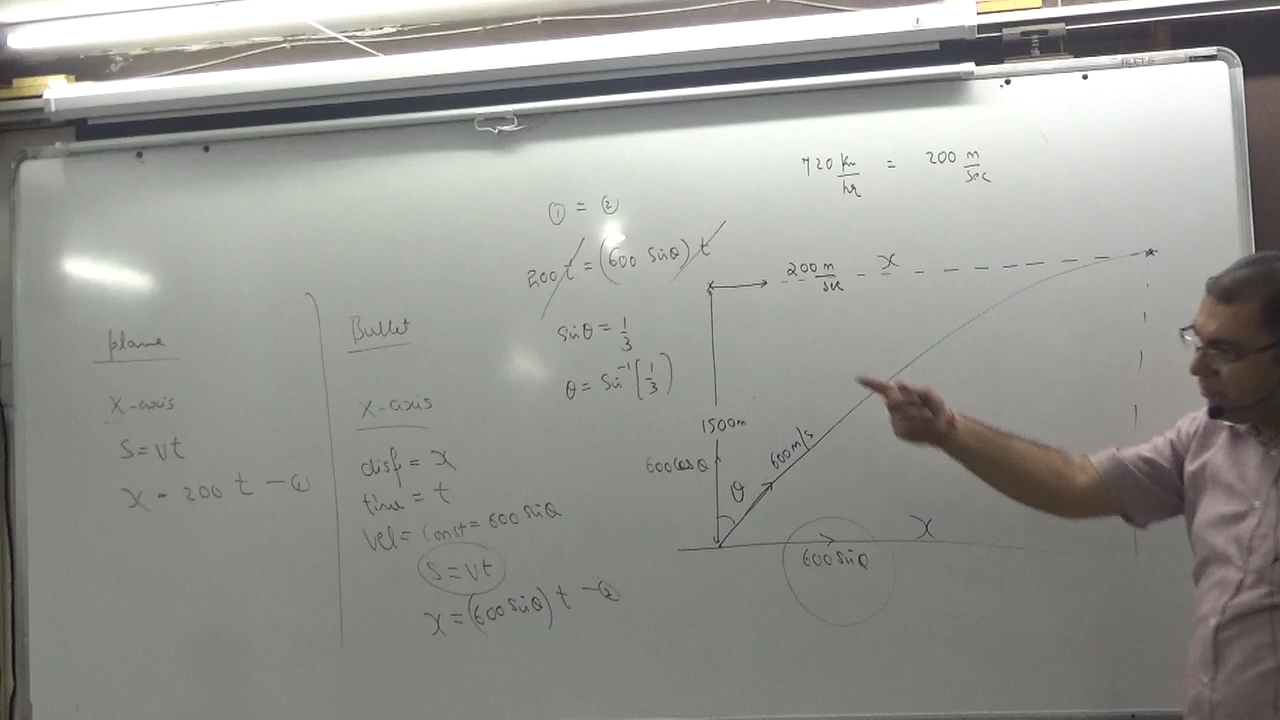 720 Km/hr = 200 m/sec
① = ②
200t = (600 sinθ) t
sinθ = 1/3
θ = Sin⁻¹(1/3)
plane
X-axis
S=vt
x = 200 t — ①
Bullet
X-axis
disp = x
time = t
vel = Const = 600 sinθ
S = vt
x = (600 sinθ) t — ②
200 m/sec
x
1500m
600cosθ
600 m/s
θ
600 sinθ
x